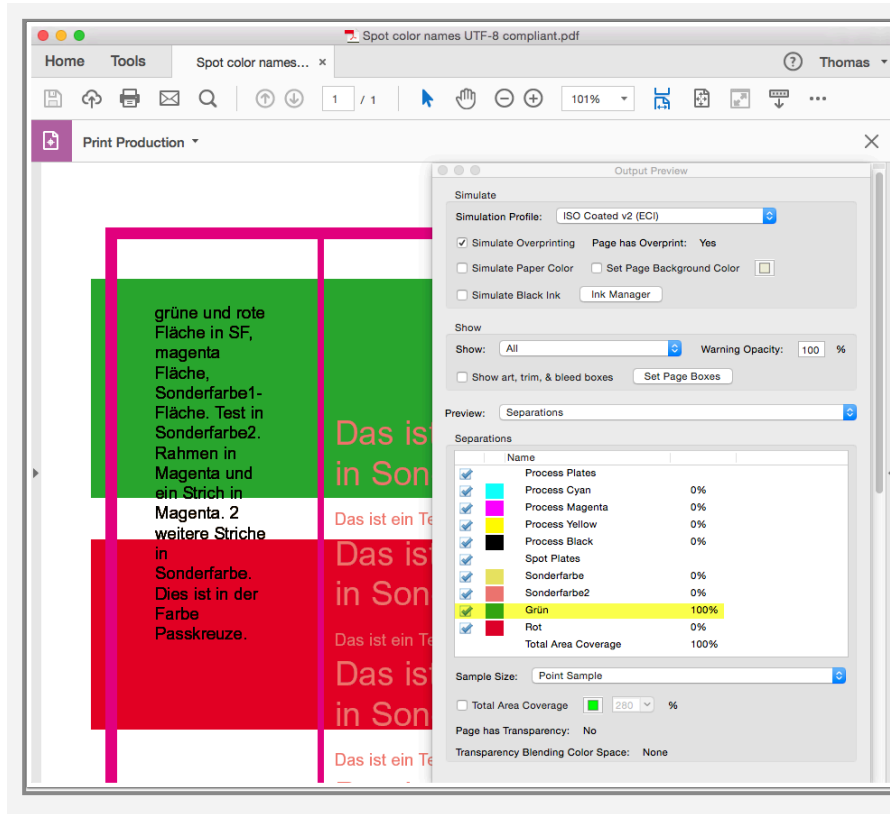 Spot color names UTF-8 compliant.pdf
Home Tools Spot color names... × ? Thomas
1 / 1 101%
Print Production
Output Preview
Simulate
Simulation Profile: ISO Coated v2 (ECI)
Simulate Overprinting Page has Overprint: Yes
Simulate Paper Color Set Page Background Color
Simulate Black Ink Ink Manager
Show
Show: All Warning Opacity: 100 %
Show art, trim, & bleed boxes Set Page Boxes
Preview: Separations
Separations
Name
Process Plates
Process Cyan 0%
Process Magenta 0%
Process Yellow 0%
Process Black 0%
Spot Plates
Sonderfarbe 0%
Sonderfarbe2 0%
Grün 100%
Rot 0%
Total Area Coverage 100%
Sample Size: Point Sample
Total Area Coverage 280 %
Page has Transparency: No
Transparency Blending Color Space: None
grüne und rote
Fläche in SF,
magenta
Fläche,
Sonderfarbe1-
Fläche. Test in
Sonderfarbe2.
Rahmen in
Magenta und
ein Strich in
Magenta. 2
weitere Striche
in
Sonderfarbe.
Dies ist in der
Farbe
Passkreuze.
Das ist
in Son
Das ist ein Te
Das ist
in Son
Das ist ein Te
Das ist
in Son
Das ist ein Te